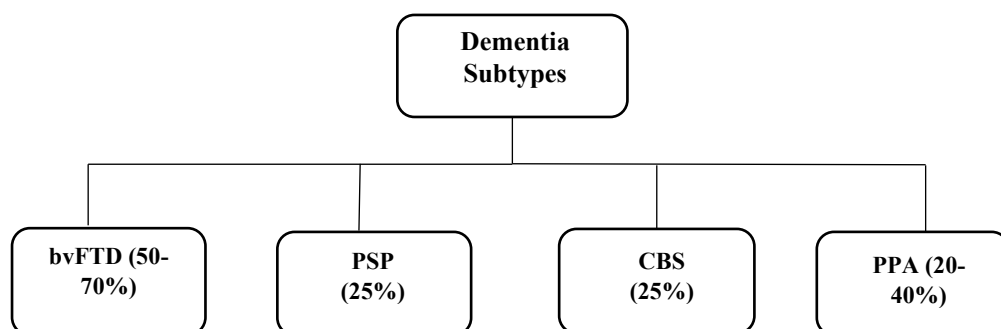 Dementia
Subtypes
bvFTD (50-
70%)
PSP
(25%)
CBS
(25%)
PPA (20-
40%)